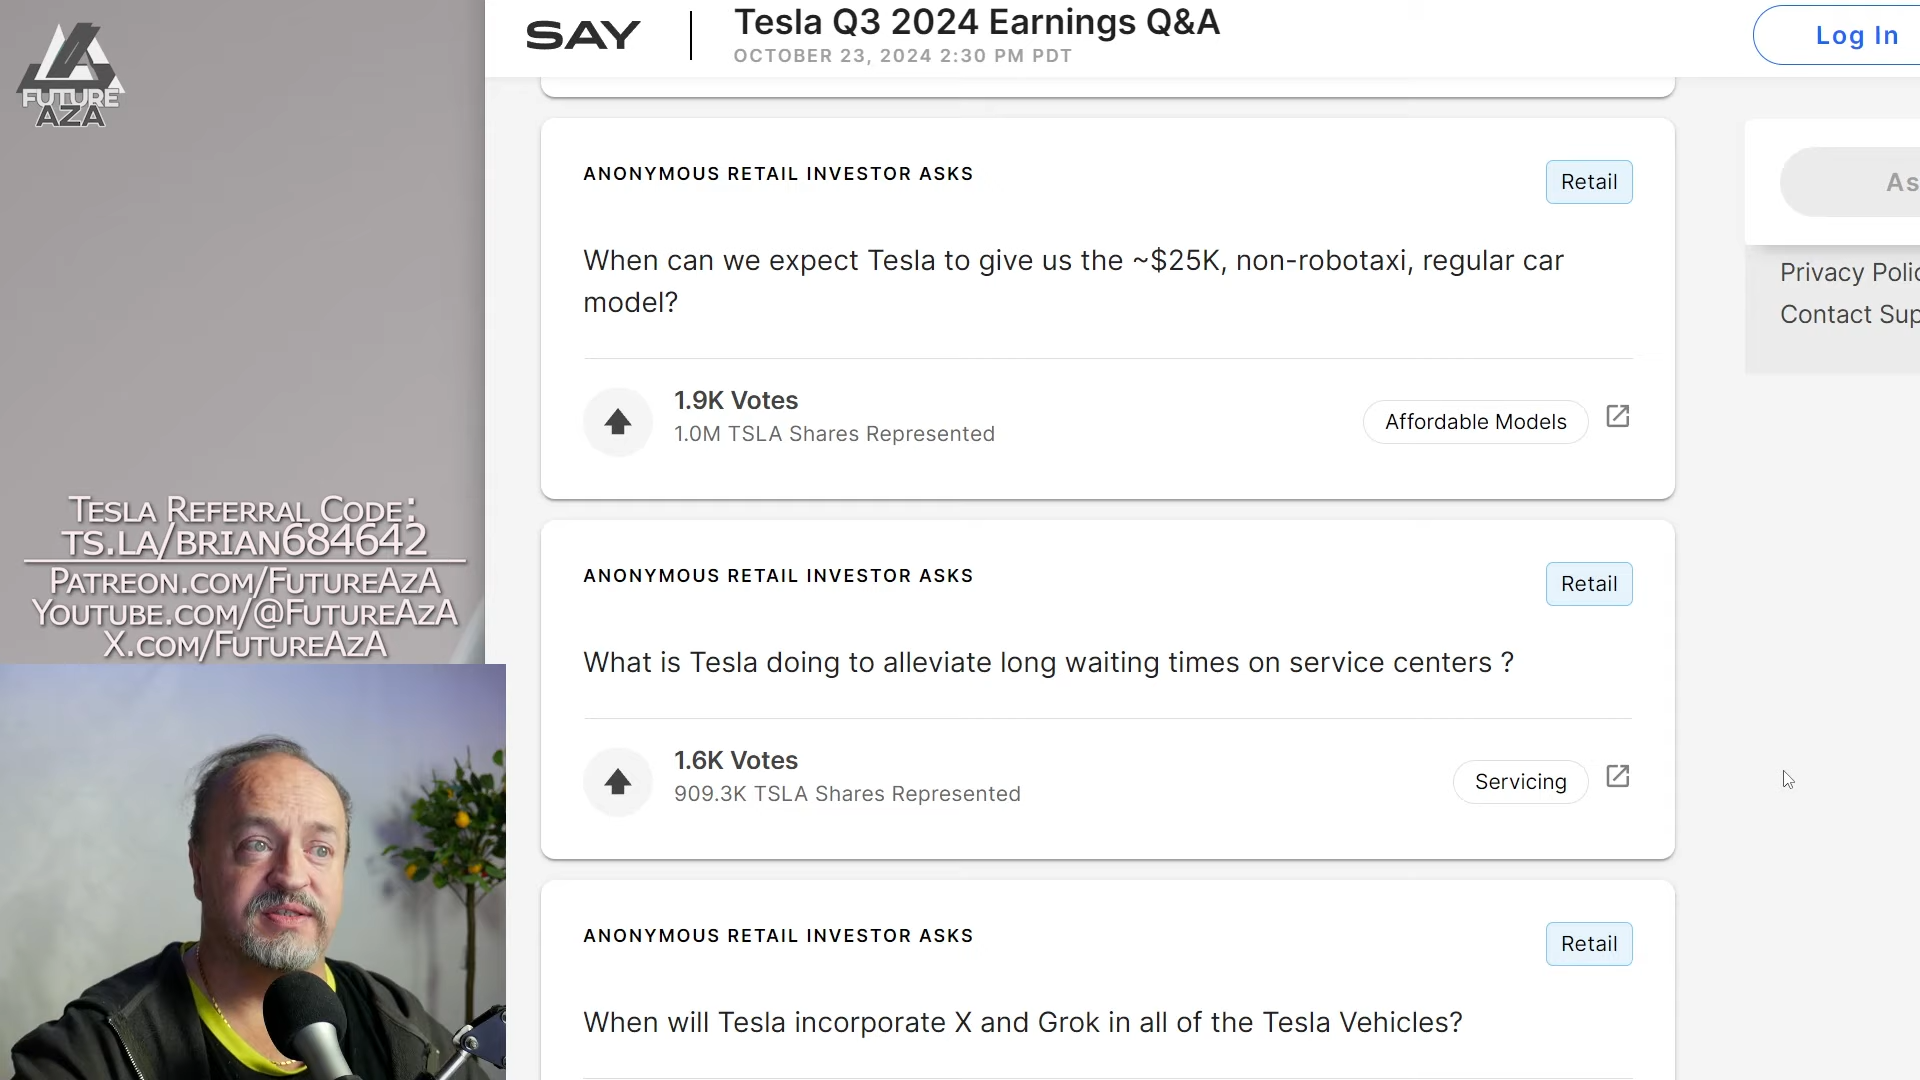 FUTURE
AZA
SAY
Tesla Q3 2024 Earnings Q&A
OCTOBER 23, 2024 2:30 PM PDT
Log In
ANONYMOUS RETAIL INVESTOR ASKS
Retail
When can we expect Tesla to give us the ~$25K, non-robotaxi, regular car
model?
1.9K Votes
1.0M TSLA Shares Represented
Affordable Models
ANONYMOUS RETAIL INVESTOR ASKS
Retail
What is Tesla doing to alleviate long waiting times on service centers ?
1.6K Votes
909.3K TSLA Shares Represented
Servicing
ANONYMOUS RETAIL INVESTOR ASKS
Retail
When will Tesla incorporate X and Grok in all of the Tesla Vehicles?
As
Privacy Polic
Contact Sup
Tesla Referral Code:
ts.la/brian684642
Patreon.com/FutureAzA
Youtube.com/@FutureAzA
X.com/FutureAzA